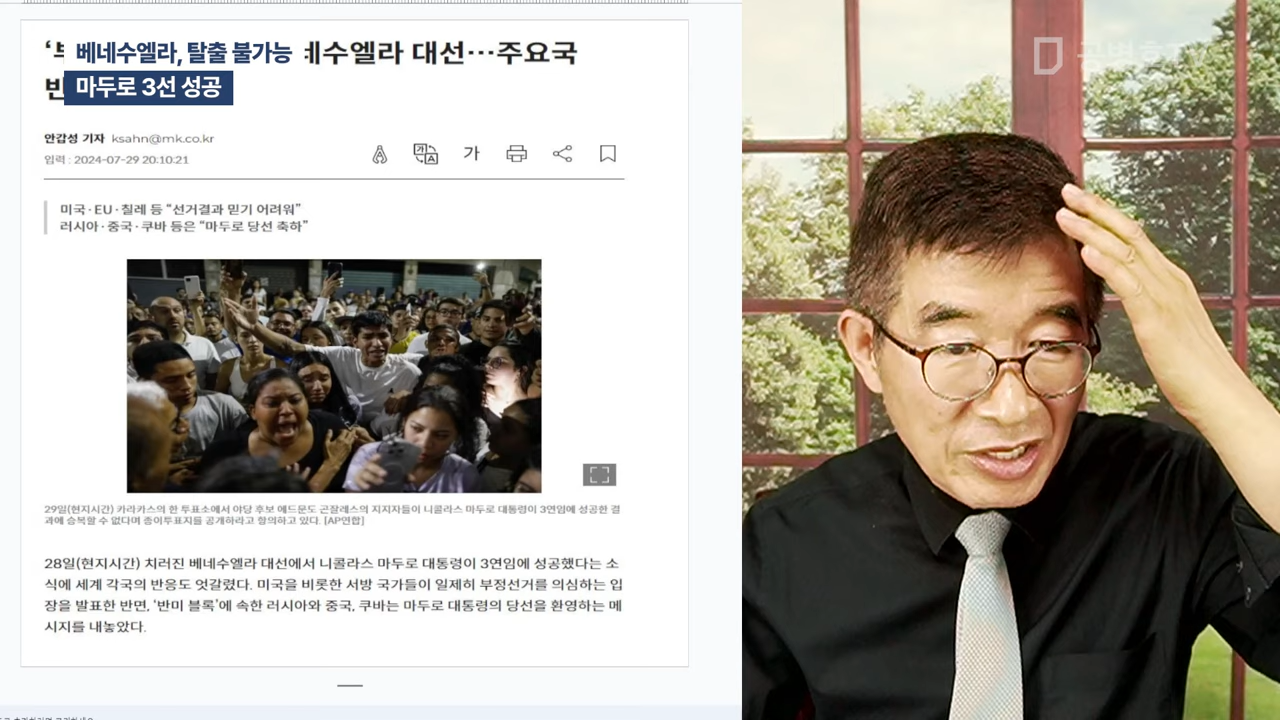 베네수엘라, 탈출 불가능
수엘라 대선…주요국
마두로 3선 성공
안갑성 기자 ksahn@mk.co.kr
입력 : 2024-07-29 20:10:21
가
미국·EU·칠레 등 “선거결과 믿기 어려워”
러시아·중국·쿠바 등은 “마두로 당선 축하”
29일(현지시간) 카라카스의 한 투표소에서 야당 후보 에드문도 곤잘레스의 지지자들이 니콜라스 마두로 대통령이 3연임에 성공한 결
과에 승복할 수 없다며 종이투표지를 공개하라고 항의하고 있다. [AP연합]
28일(현지시간) 치러진 베네수엘라 대선에서 니콜라스 마두로 대통령이 3연임에 성공했다는 소
식에 세계 각국의 반응도 엇갈렸다. 미국을 비롯한 서방 국가들이 일제히 부정선거를 의심하는 입
장을 발표한 반면, ‘반미 블록’에 속한 러시아와 중국, 쿠바는 마두로 대통령의 당선을 환영하는 메
시지를 내놓았다.
공병호TV